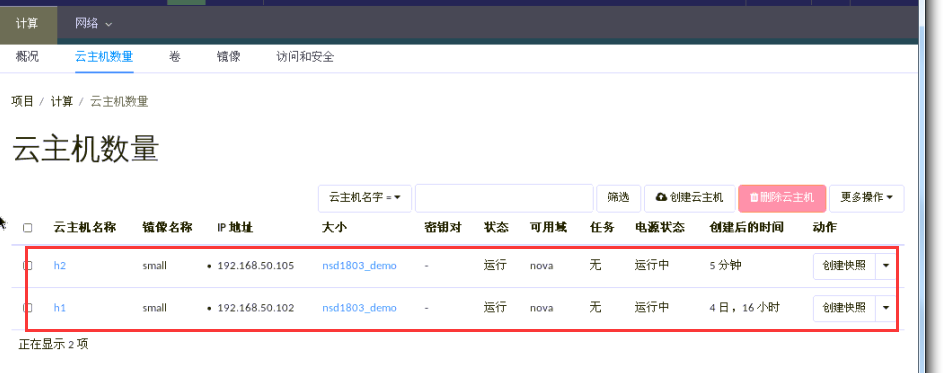 计算 网络
概况 云主机数量 卷 镜像 访问和安全
项目 / 计算 / 云主机数量
云主机数量
云主机名字 = 筛选 创建云主机 删除云主机 更多操作
云主机名称 镜像名称 IP 地址 大小 密钥对 状态 可用域 任务 电源状态 创建后的时间 动作
h2 small • 192.168.50.105 nsd1803_demo - 运行 nova 无 运行中 5 分钟 创建快照
h1 small • 192.168.50.102 nsd1803_demo - 运行 nova 无 运行中 4 日，16 小时 创建快照
正在显示 2 项